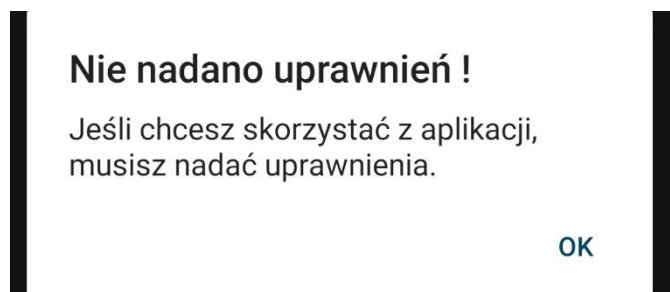 Nie nadano uprawnień !
Jeśli chcesz skorzystać z aplikacji,
musisz nadać uprawnienia.
OK